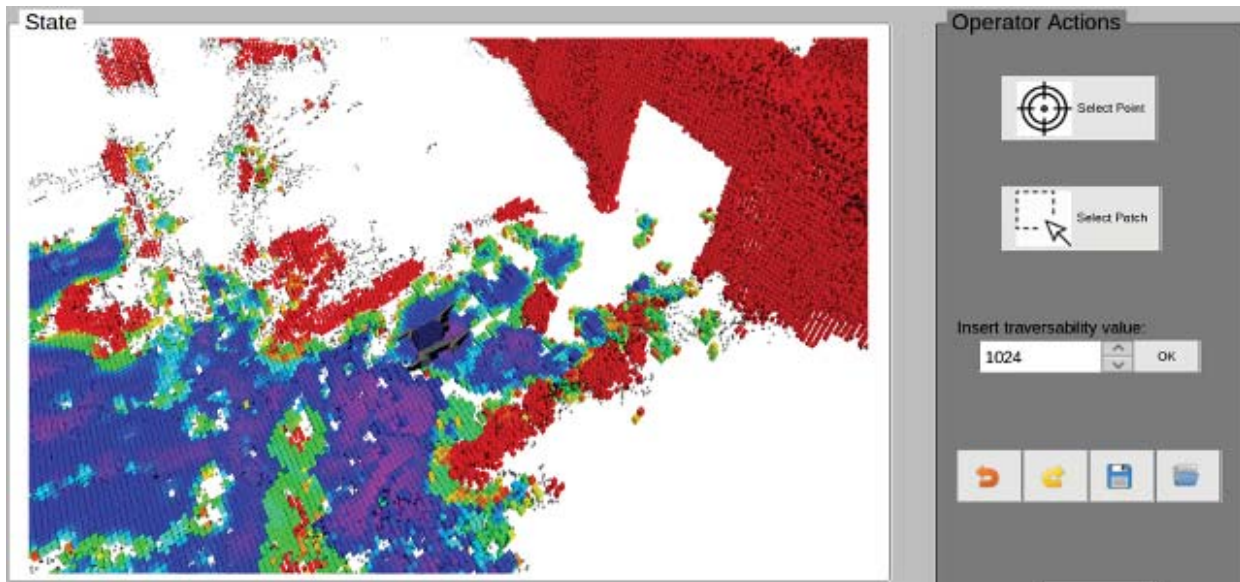 State
Operator Actions
Select Point
Select Patch
Insert traversability value:
1024
OK